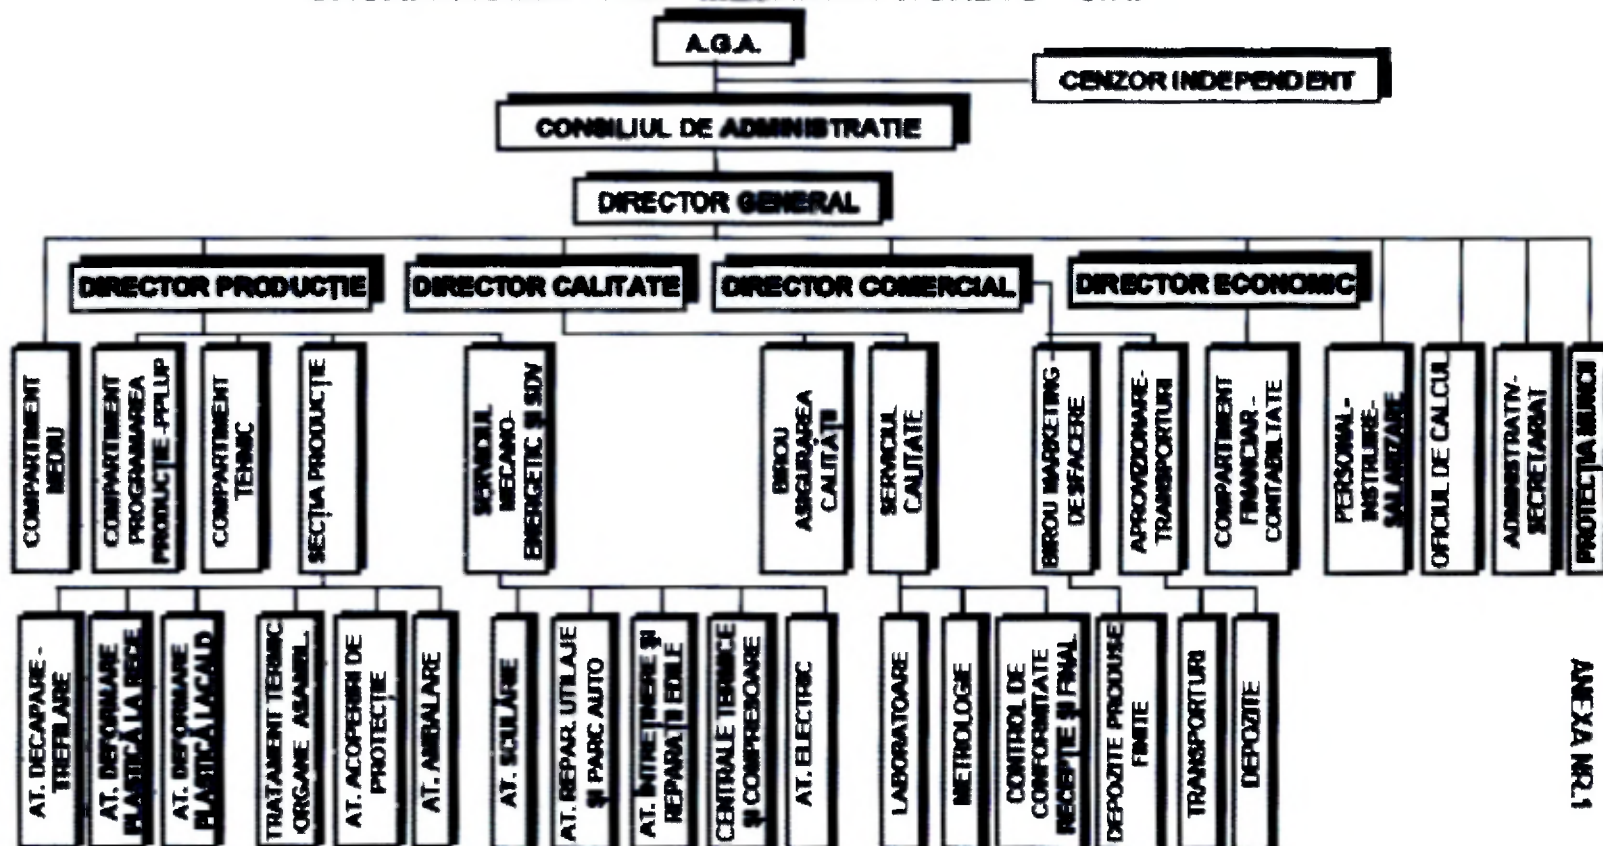 A.G.A.
CENZOR INDEPENDENT
CONSILIUL DE ADMINISTRATIE
DIRECTOR GENERAL
DIRECTOR PRODUCȚIE
DIRECTOR CALITATE
DIRECTOR COMERCIAL
DIRECTOR ECONOMIC
COMPARTIMENT
MEDIU
COMPARTIMENT
PROGRAMAREA
PRODUCȚIE -PPLUP
COMPARTIMENT
TEHNIC
SECȚIA PRODUCȚIE
SERVICIUL
MECANO-
ENERGETIC ȘI SDV
BIROU
ASIGURAREA
CALITĂȚII
SERVICIUL
CALITATE
BIROU MARKETING -
DESFACERE
APROVIZIONARE-
TRANSPORTURI
COMPARTIMENT
FINANCIAR -
CONTABILTATE
PERSONAL-
INSTRUIRE-
SALARIZARE
OFICIUL DE CALCUL
ADMINISTRATIV-
SECRETARIAT
PROTECȚIA MUNCII
AT. DECAPARE -
TREFILARE
AT. DEFORMARE
PLASTICĂ LA RECE
AT. DEFORMARE
PLASTICĂ LA CALD
TRATAMENT TERMIC
ORGANE ASAMBL.
AT. ACOPERIRI DE
PROTECȚIE
AT. AMBALARE
AT. SCULĂRIE
AT. REPAR. UTILAJE
ȘI PARC AUTO
AT. ÎNTREȚINERE ȘI
REPARAȚII EDILE
CENTRALE TERMICE
ȘI COMPRESOARE
AT. ELECTRIC
LABORATOARE
METROLOGIE
CONTROL DE
CONFORMITATE
RECEPȚIE ȘI FINAL
DEPOZITE PRODUSE
FINITE
TRANSPORTURI
DEPOZITE
ANEXA NR.1